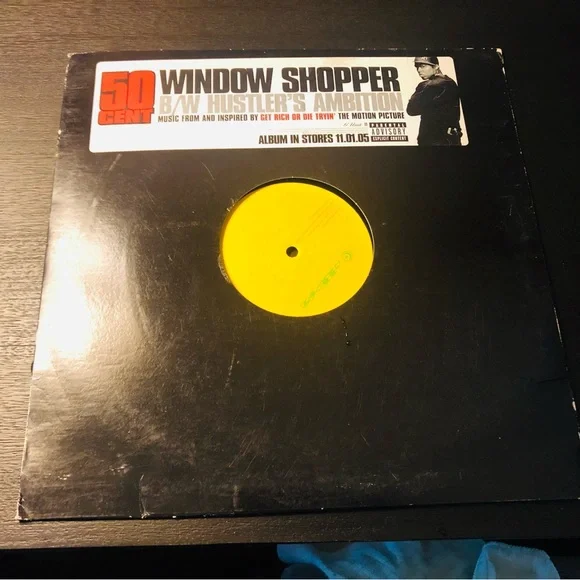 50
CENT
WINDOW SHOPPER
B/W HUSTLER'S AMBITION
MUSIC FROM AND INSPIRED BY GET RICH OR DIE TRYIN' THE MOTION PICTURE
ALBUM IN STORES 11.01.05
PARENTAL
ADVISORY
EXPLICIT CONTENT